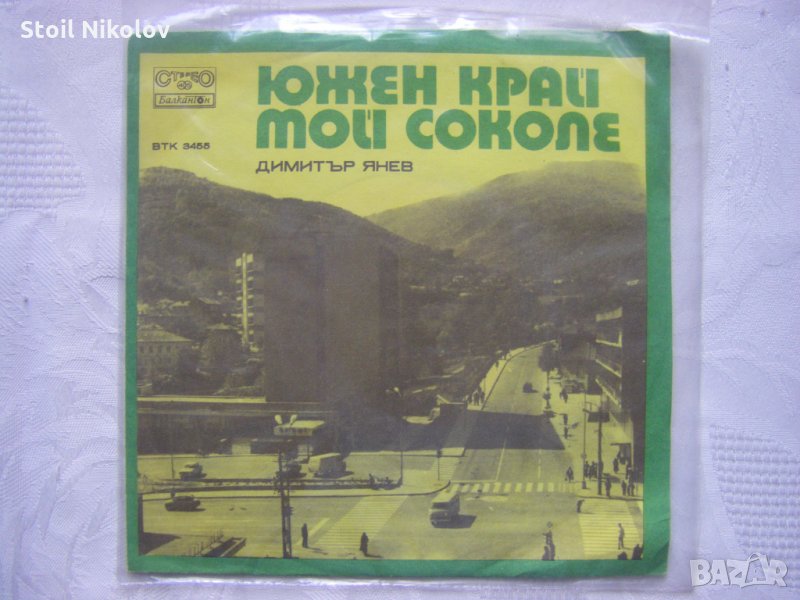 Stoil Nikolov
СТЕРЕО
Балкантон
ВТК 3455
ЮЖЕН КРАЙ
МОЙ СОКОЛЕ
ДИМИТЪР ЯНЕВ
BAZAR